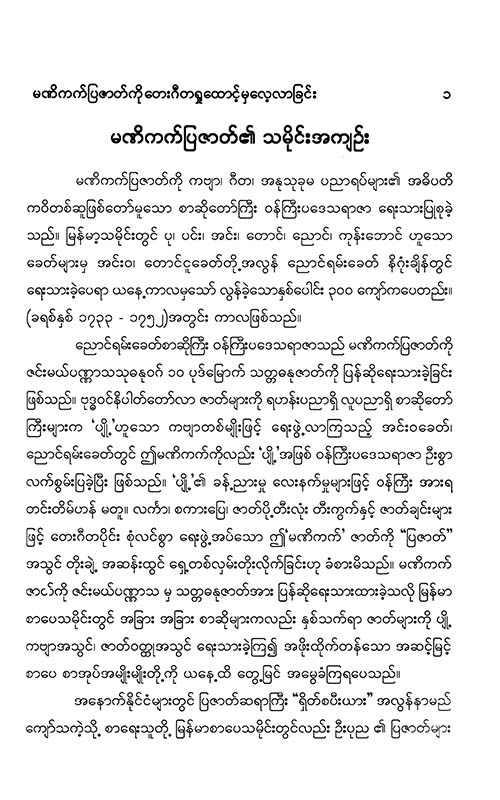 မဏိကက်ပြဇာတ်ကို တေးဂီတရှုထောင့်မှလေ့လာခြင်း ၁
မဏိကက်ပြဇာတ်၏ သမိုင်းအကျဉ်း
မဏိကက်ပြဇာတ်ကို ကဗျာ၊ ဂီတ၊ အနုသုခုမ ပညာရပ်များ၏ အဓိပတိ
ကဝိတစ်ဆူဖြစ်တော်မူသော စာဆိုတော်ကြီး ဝန်ကြီးပဒေသရာဇာ ရေးသားပြုစုခဲ့
သည်။ မြန်မာ့သမိုင်းတွင် ပု၊ ပင်း၊ အင်း၊ တောင်၊ ညောင်၊ ကုန်းဘောင် ဟူသော
ခေတ်များမှ အင်းဝ၊ တောင်ငူခေတ်တို့အလွန် ညောင်ရမ်းခေတ် နိဂုံးချိန်တွင်
ရေးသားခဲ့ပေရာ ယနေ့ကာလမှသော် လွန်ခဲ့သောနှစ်ပေါင်း ၃၀၀ ကျော်ကပေတည်း။
(ခရစ်နှစ် ၁၇၃၃ - ၁၇၅၂)အတွင်း ကာလဖြစ်သည်။
ညောင်ရမ်းခေတ်စာဆိုကြီး ဝန်ကြီးပဒေသရာဇာသည် မဏိကက်ပြဇာတ်ကို
ဇင်းမယ်ပဏ္ဏာသသုဓနုဝဂ် ၁၀ ပုဒ်မြောက် သတ္တဓနုဇာတ်ကို ပြန်ဆိုရေးသားခဲ့ခြင်း
ဖြစ်သည်။ ဗုဒ္ဓဝင်နိပါတ်တော်လာ ဇာတ်များကို ရဟန်းပညာရှိ လူပညာရှိ စာဆိုတော်
ကြီးများက ‘ပျို့’ဟူသော ကဗျာတစ်မျိုးဖြင့် ရေးဖွဲ့လာကြသည့် အင်းဝခေတ်၊
ညောင်ရမ်းခေတ်တွင် ဤမဏိကက်ကိုလည်း ‘ပျို့’အဖြစ် ဝန်ကြီးပဒေသရာဇာ ဦးစွာ
လက်စွမ်းပြခဲ့ပြီး ဖြစ်သည်။ ‘ပျို့’၏ ခန့်ညားမှု လေးနက်မှုများဖြင့် ဝန်ကြီး အားရ
တင်းတိမ်ဟန် မတူ။ လင်္ကာ၊ စကားပြေ၊ ဇာတ်ပို့တီးလုံး တီးကွက်နှင့် ဇာတ်ချင်းများ
ဖြင့် တေးဂီတပိုင်း စုံလင်စွာ ရေးဖွဲ့အပ်သော ဤ‘မဏိကက်’ ဇာတ်ကို “ပြဇာတ်”
အသွင် တိုးချဲ့ အဆန်းထွင် ရှေ့တစ်လှမ်းတိုးလိုက်ခြင်းဟု ခံစားမိသည်။ မဏိကက်
ဇာတ်ကို ဇင်းမယ်ပဏ္ဏာသ မှ သတ္တဓနုဇာတ်အား ပြန်ဆိုရေးသားထားခဲ့သလို မြန်မာ
စာပေသမိုင်းတွင် အခြား အခြား စာဆိုများကလည်း နှစ်သက်ရာ ဇာတ်များကို ပျို့
ကဗျာအသွင်၊ ဇာတ်ဝတ္ထုအသွင် ရေးသားခဲ့ကြ၍ အဖိုးထိုက်တန်သော အဆင့်မြင့်
စာပေ စာအုပ်အမျိုးမျိုးတို့ကို ယနေ့ထိ တွေ့မြင် အမွေခံကြရပေသည်။
အနောက်နိုင်ငံများတွင် ပြဇာတ်ဆရာကြီး “ရှိတ်စပီးယား” အလွန်နာမည်
ကျော်သကဲ့သို့ စာရေးသူတို့ မြန်မာစာပေသမိုင်းတွင်လည်း ဦးပုည ၏ ပြဇာတ်များ